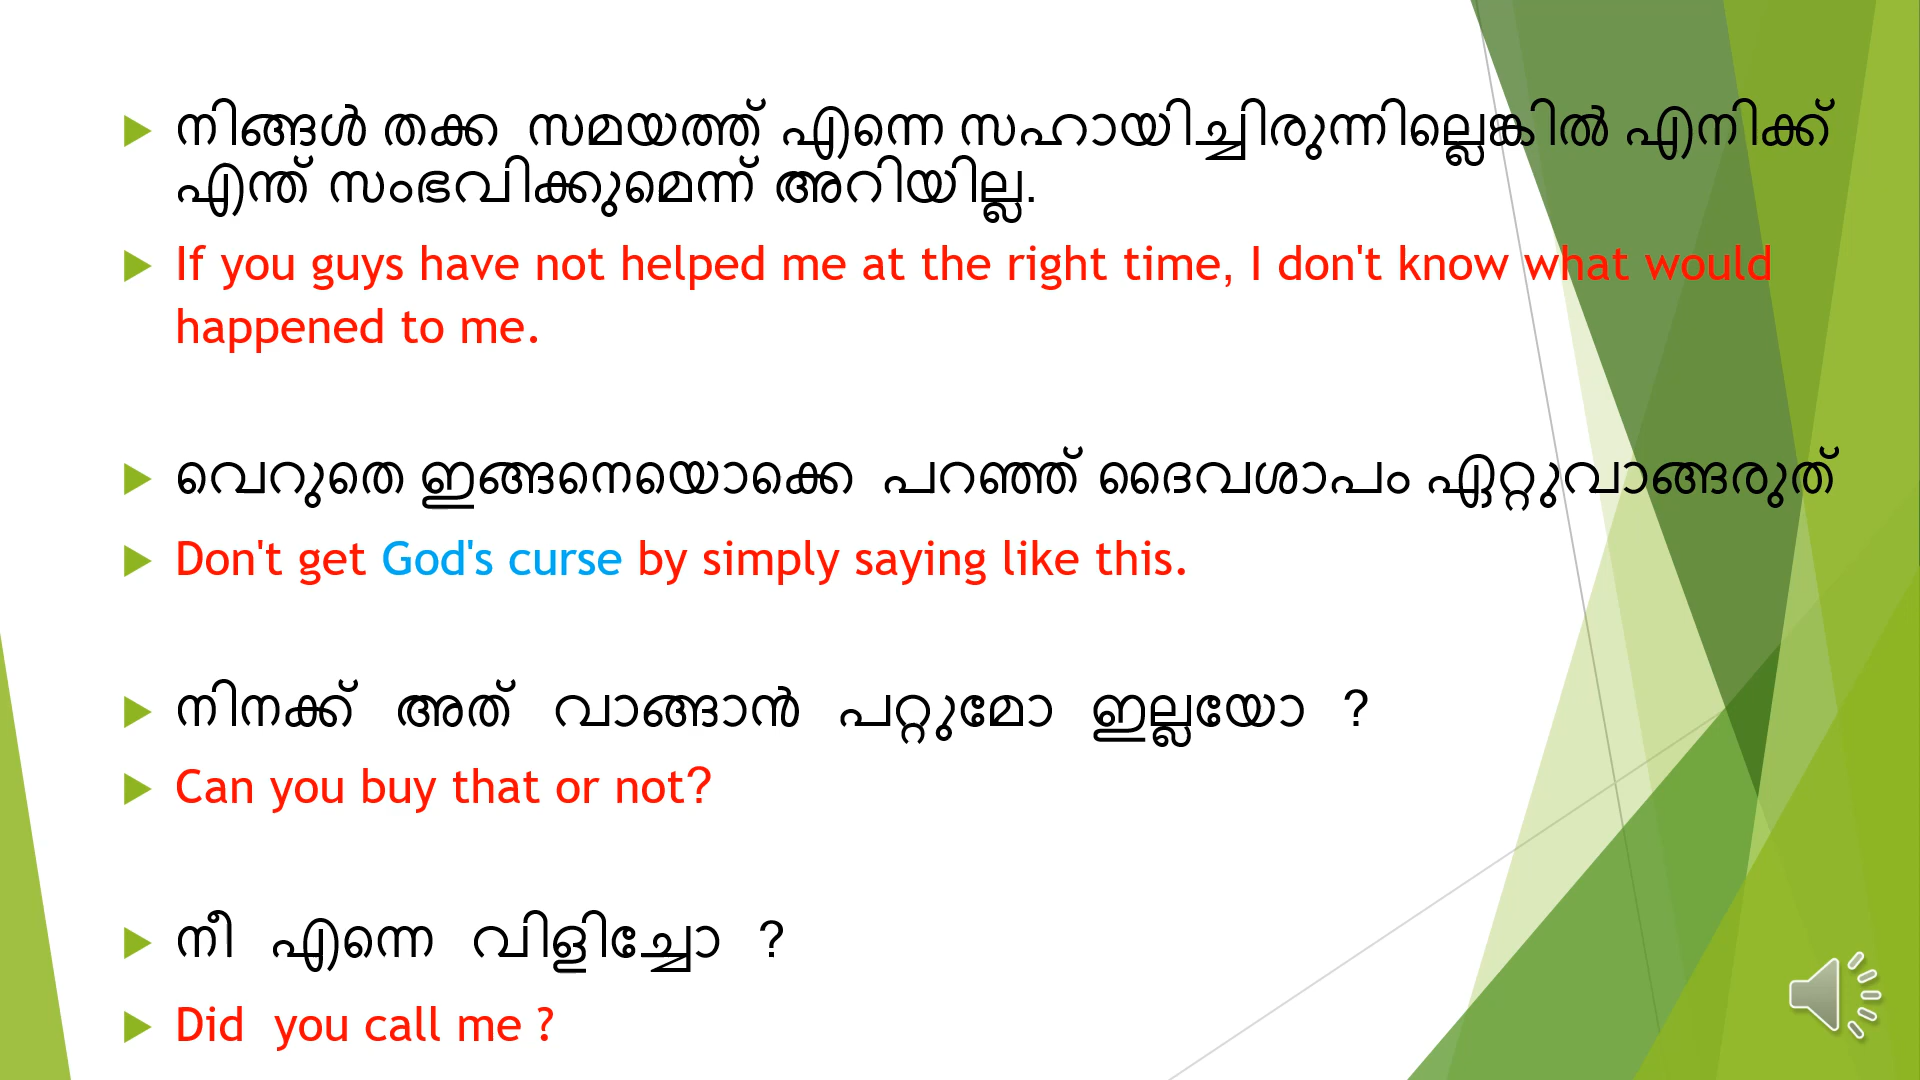 നിങ്ങൾ തക്ക സമയത്ത് എന്നെ സഹായിച്ചിരുന്നില്ലെങ്കിൽ എനിക്ക്
എന്ത് സംഭവിക്കുമെന്ന് അറിയില്ല.
If you guys have not helped me at the right time, I don't know what would
happened to me.
വെറുതെ ഇങ്ങനെയൊക്കെ പറഞ്ഞ് ദൈവശാപം ഏറ്റുവാങ്ങരുത്
Don't get God's curse by simply saying like this.
നിനക്ക് അത് വാങ്ങാൻ പറ്റുമോ ഇല്ലയോ ?
Can you buy that or not?
നീ എന്നെ വിളിച്ചോ ?
Did you call me ?